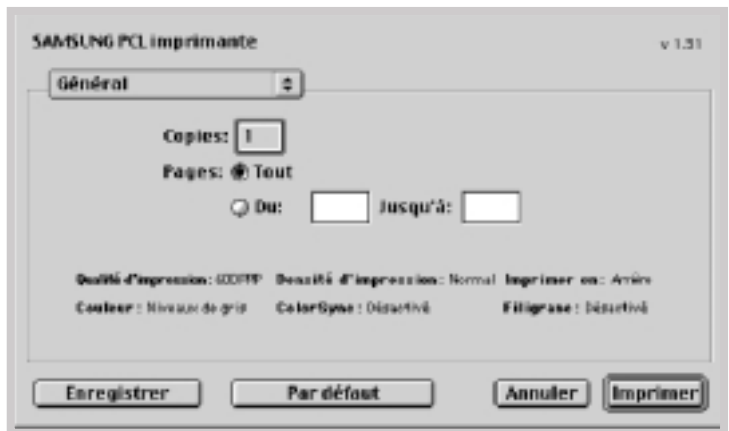 SAMSUNG PCL imprimante v 1.31
Général
Copies: 1
Pages: Tout
Du: Jusqu'à:
Qualité d'impression: Densité d'impression: Normal Imprimer en: Arrière
Couleur: Niveaux de gris ColorSync: Désactivé Filigrane: Désactivé
Enregistrer Par défaut Annuler Imprimer